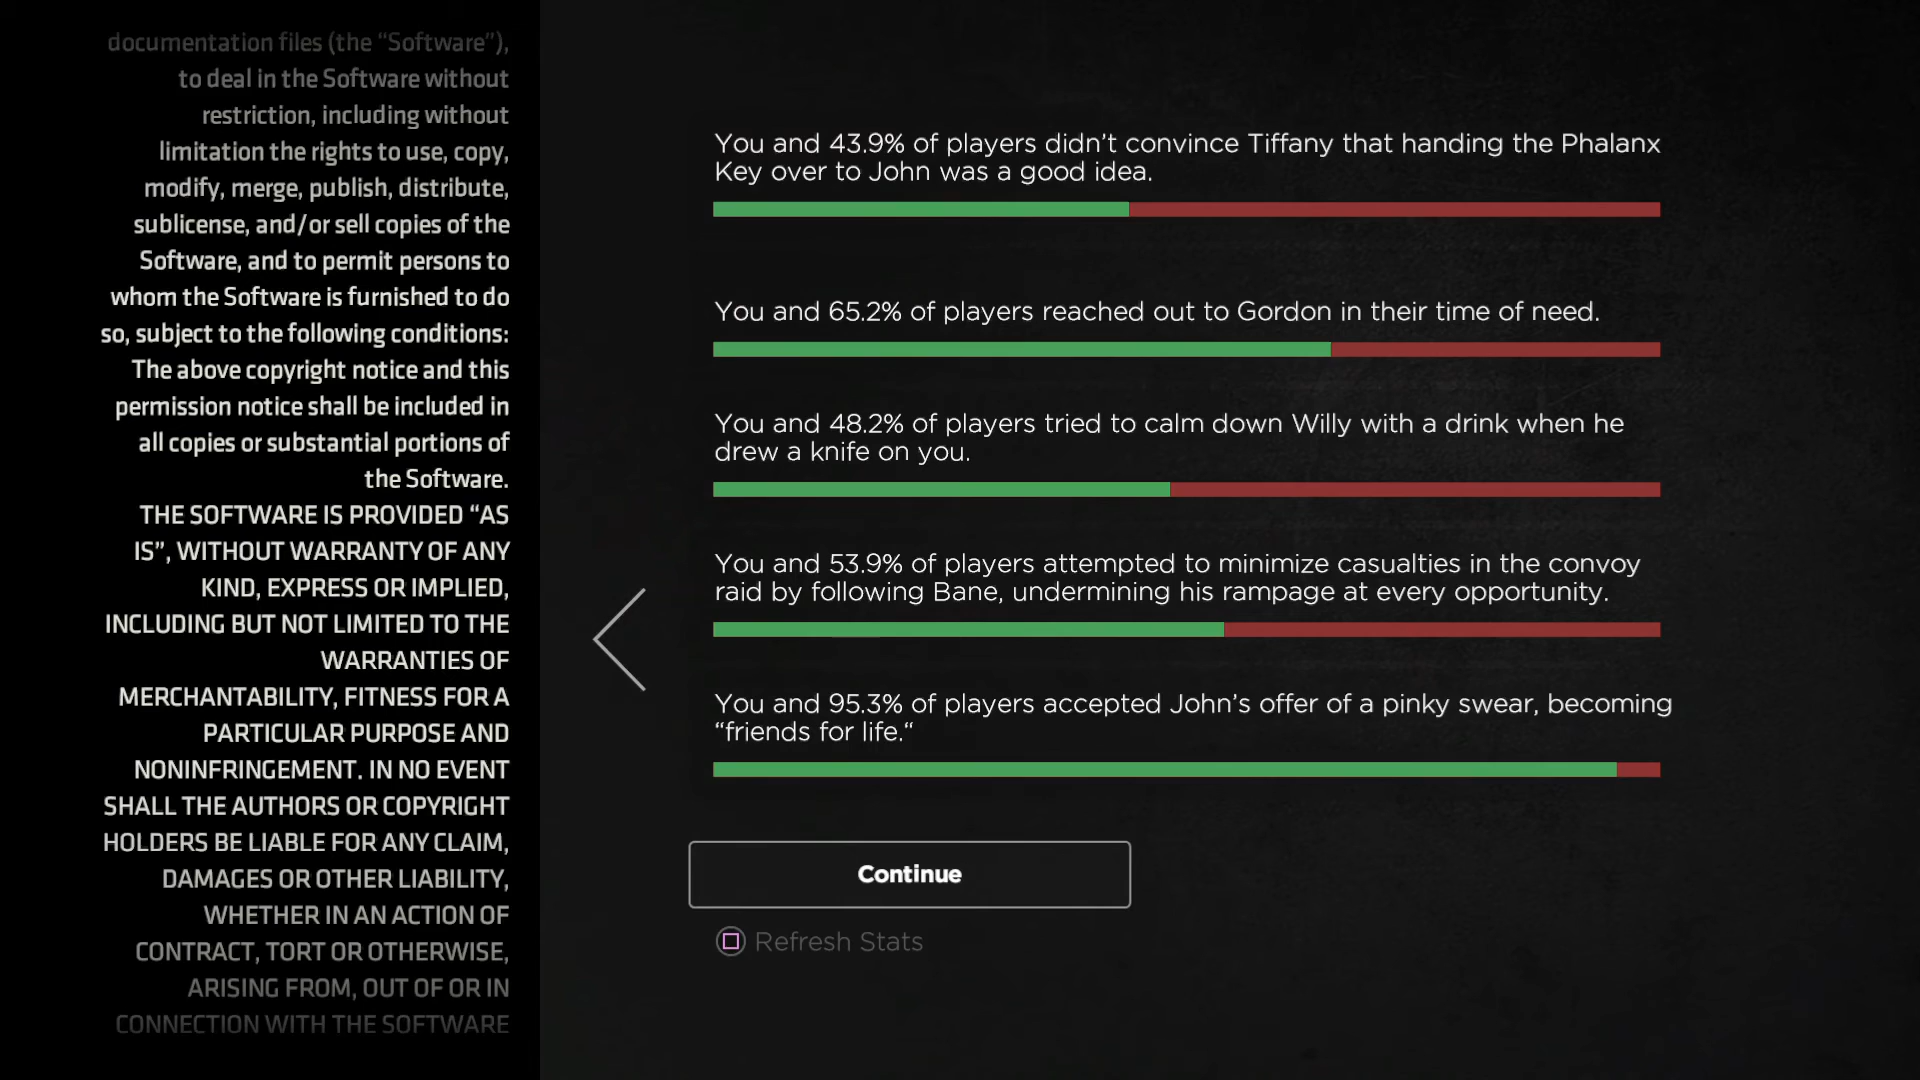 documentation files (the “Software”),
to deal in the Software without
restriction, including without
limitation the rights to use, copy,
modify, merge, publish, distribute,
sublicense, and/or sell copies of the
Software, and to permit persons to
whom the Software is furnished to do
so, subject to the following conditions:
The above copyright notice and this
permission notice shall be included in
all copies or substantial portions of
the Software.
THE SOFTWARE IS PROVIDED “AS
IS”, WITHOUT WARRANTY OF ANY
KIND, EXPRESS OR IMPLIED,
INCLUDING BUT NOT LIMITED TO THE
WARRANTIES OF
MERCHANTABILITY, FITNESS FOR A
PARTICULAR PURPOSE AND
NONINFRINGEMENT. IN NO EVENT
SHALL THE AUTHORS OR COPYRIGHT
HOLDERS BE LIABLE FOR ANY CLAIM,
DAMAGES OR OTHER LIABILITY,
WHETHER IN AN ACTION OF
CONTRACT, TORT OR OTHERWISE,
ARISING FROM, OUT OF OR IN
CONNECTION WITH THE SOFTWARE
You and 43.9% of players didn’t convince Tiffany that handing the Phalanx
Key over to John was a good idea.
You and 65.2% of players reached out to Gordon in their time of need.
You and 48.2% of players tried to calm down Willy with a drink when he
drew a knife on you.
You and 53.9% of players attempted to minimize casualties in the convoy
raid by following Bane, undermining his rampage at every opportunity.
You and 95.3% of players accepted John’s offer of a pinky swear, becoming
“friends for life.“
Continue
Refresh Stats